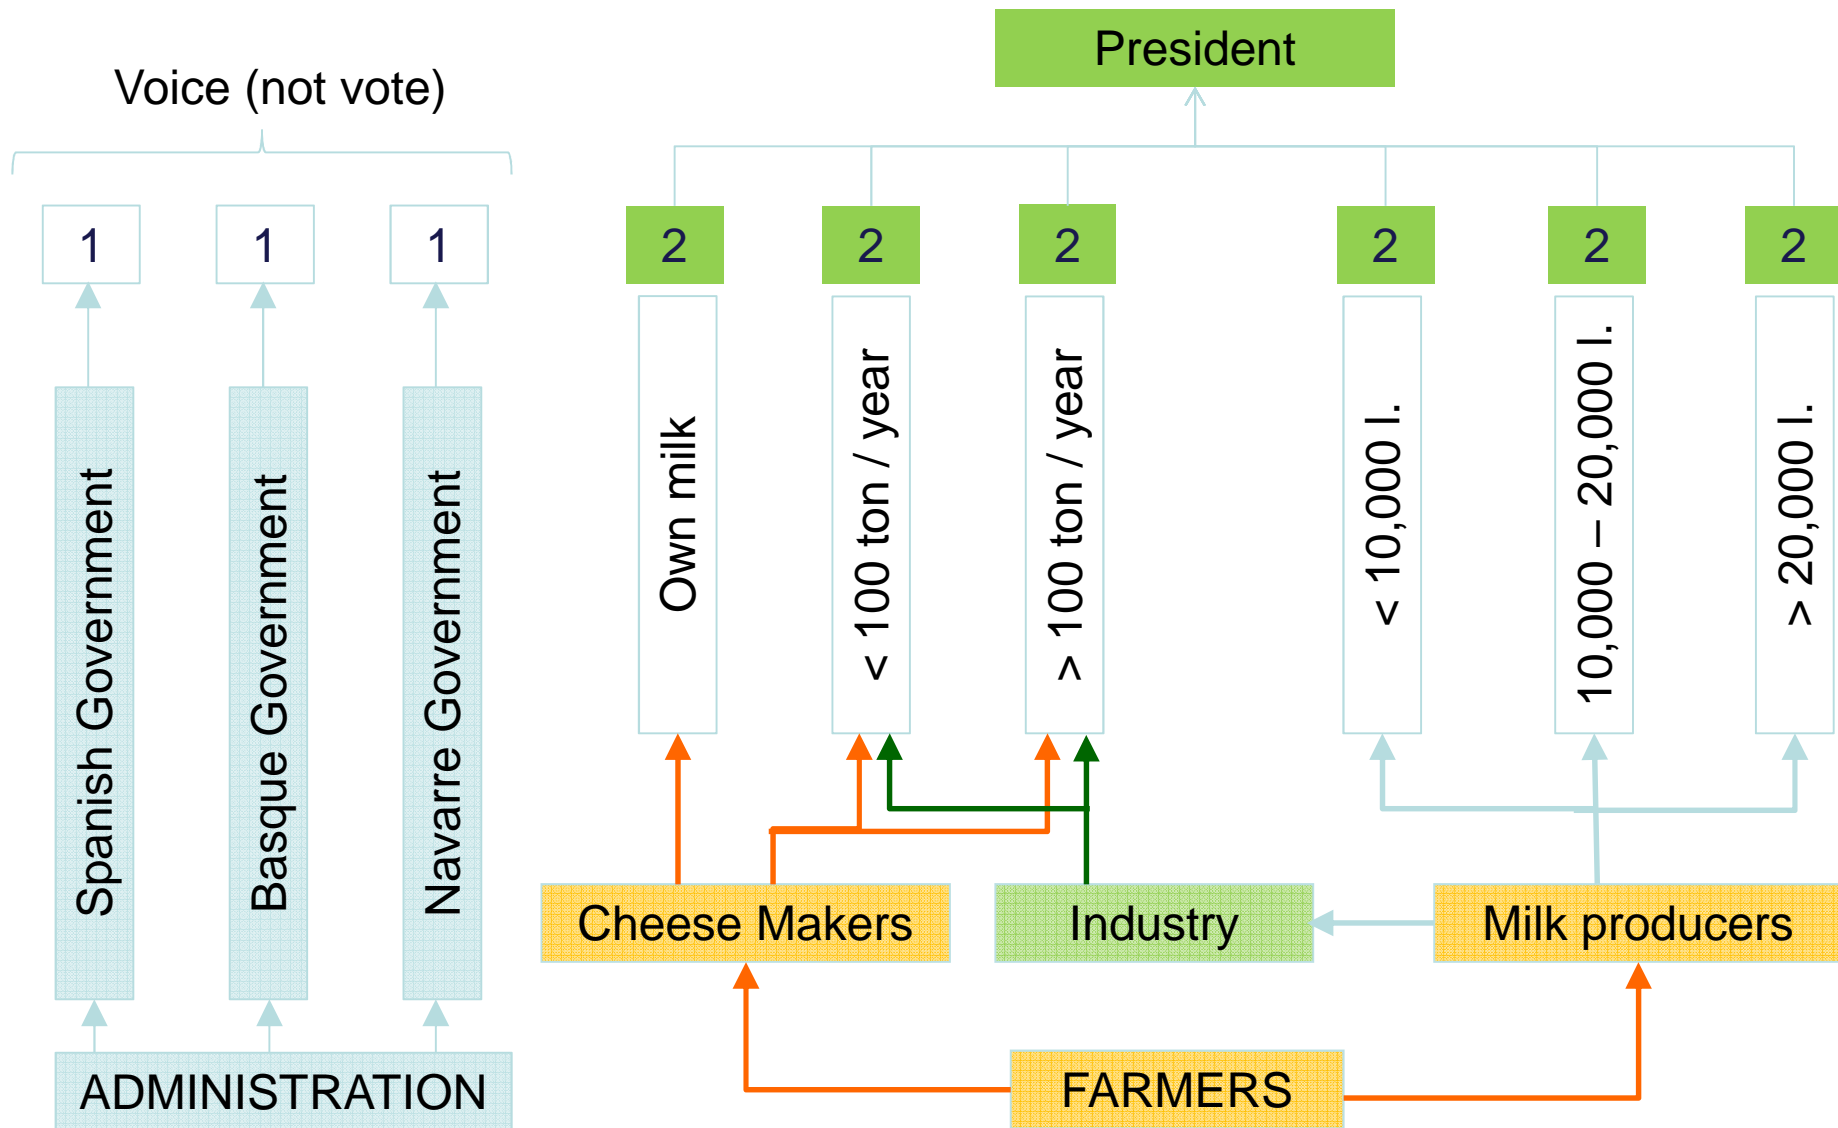 President
Voice (not vote)
1
1
1
2
2
2
2
2
2
Spanish Government
Basque Government
Navarre Government
Own milk
< 100 ton / year
> 100 ton / year
< 10,000 l.
10,000 – 20,000 l.
> 20,000 l.
Cheese Makers
Industry
Milk producers
ADMINISTRATION
FARMERS